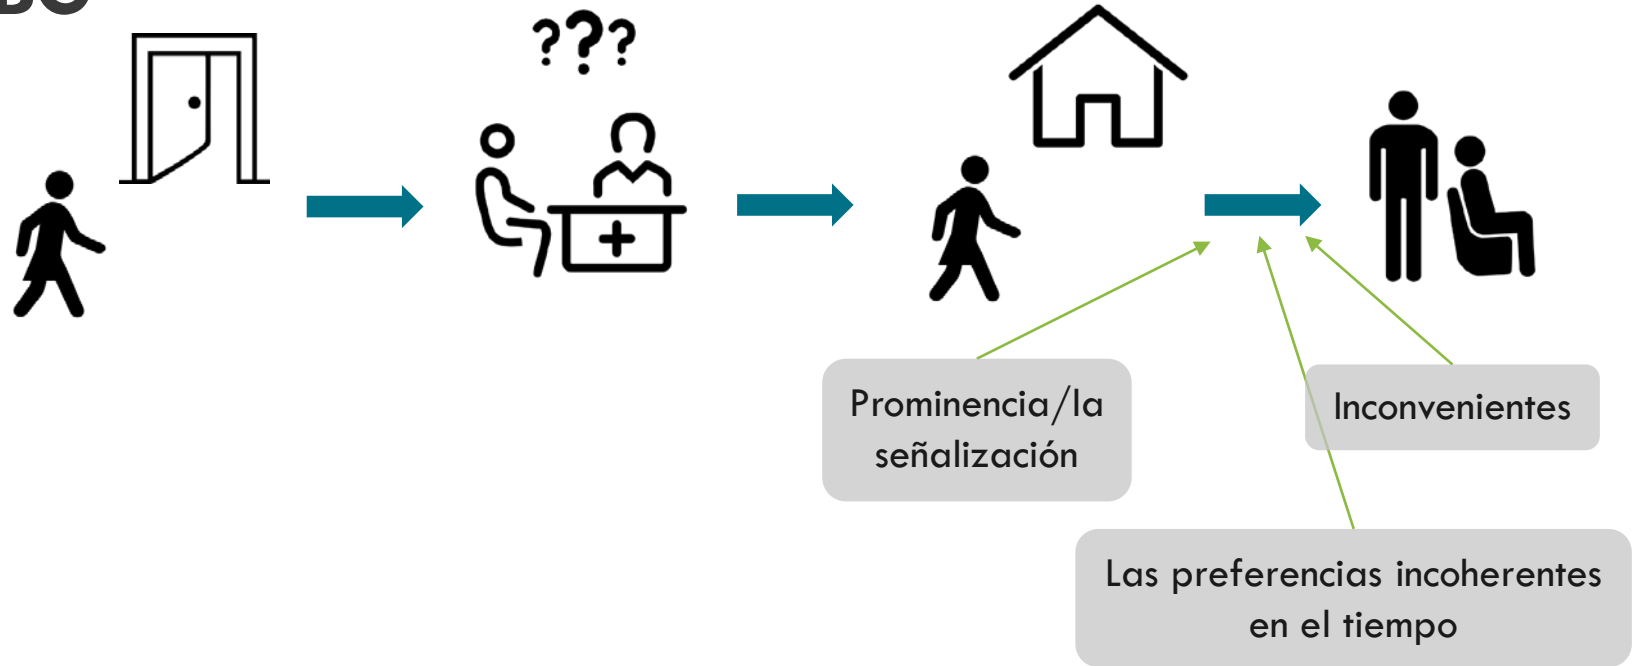 ???
Prominencia/la
señalización
Inconvenientes
Las preferencias incoherentes
en el tiempo